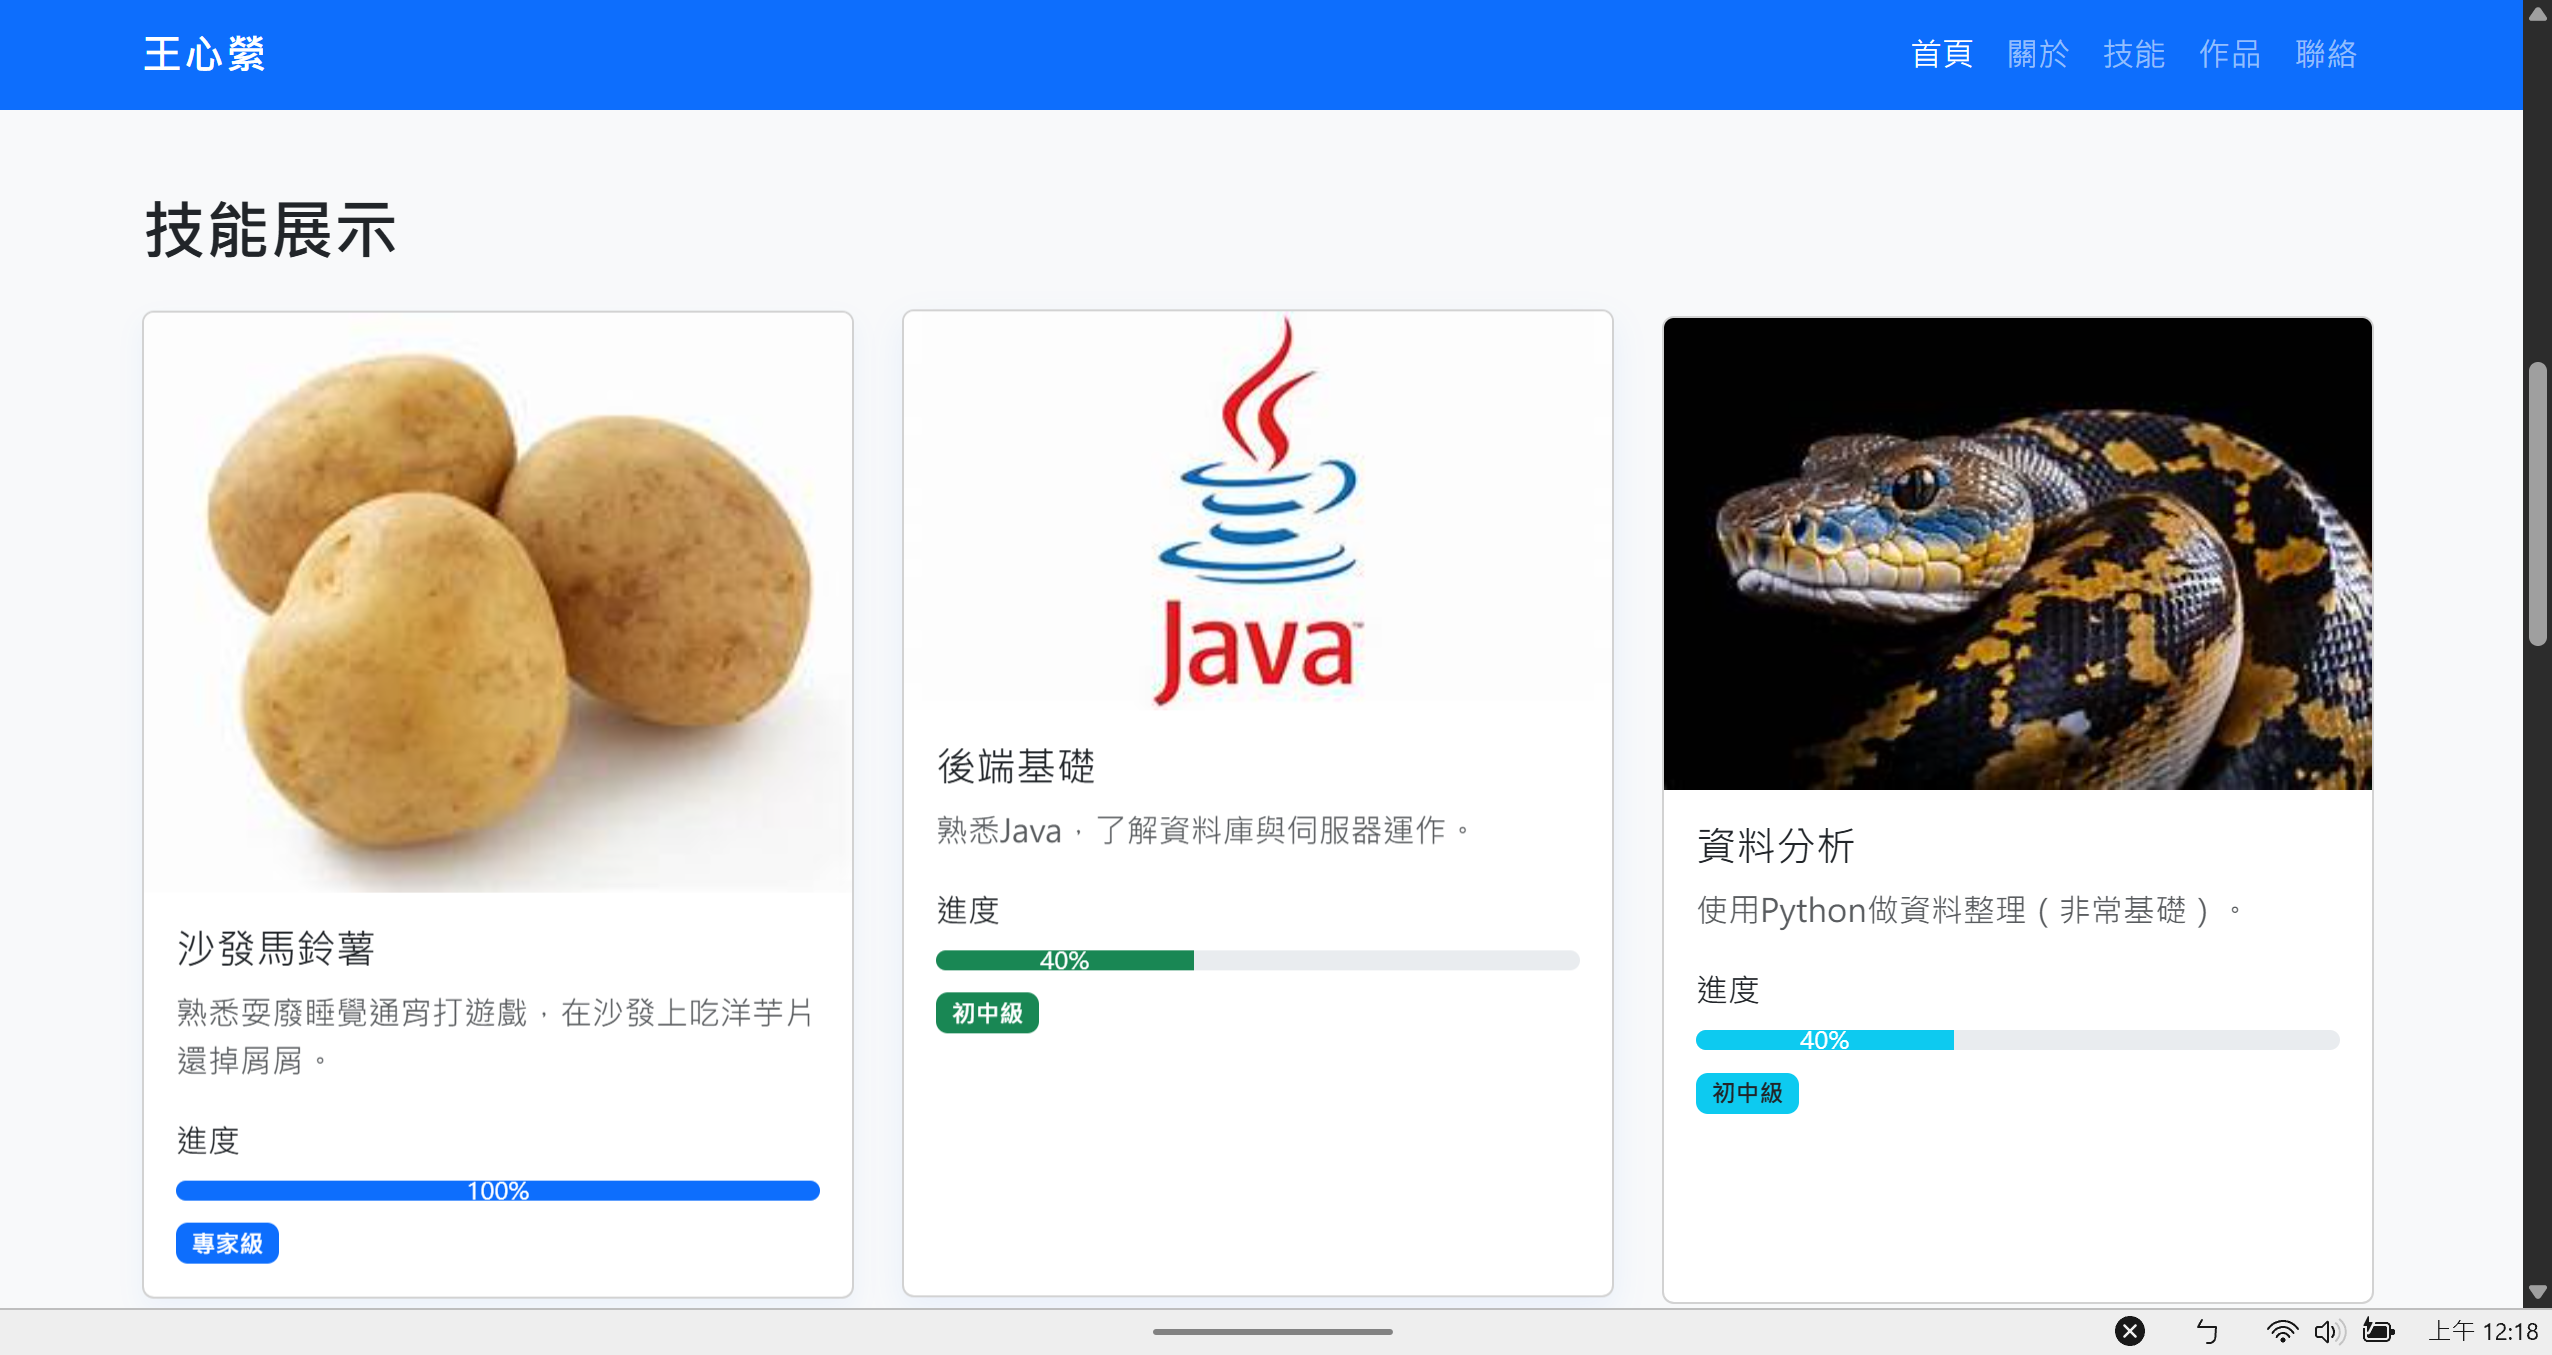 王心縈
首頁 關於 技能 作品 聯絡
技能展示
沙發馬鈴薯
熟悉耍廢睡覺通宵打遊戲，在沙發上吃洋芋片
還掉屑屑。
進度
100%
專家級
Java™
後端基礎
熟悉Java，了解資料庫與伺服器運作。
進度
40%
初中級
資料分析
使用Python做資料整理（非常基礎）。
進度
40%
初中級
ㄅ
上午 12:18